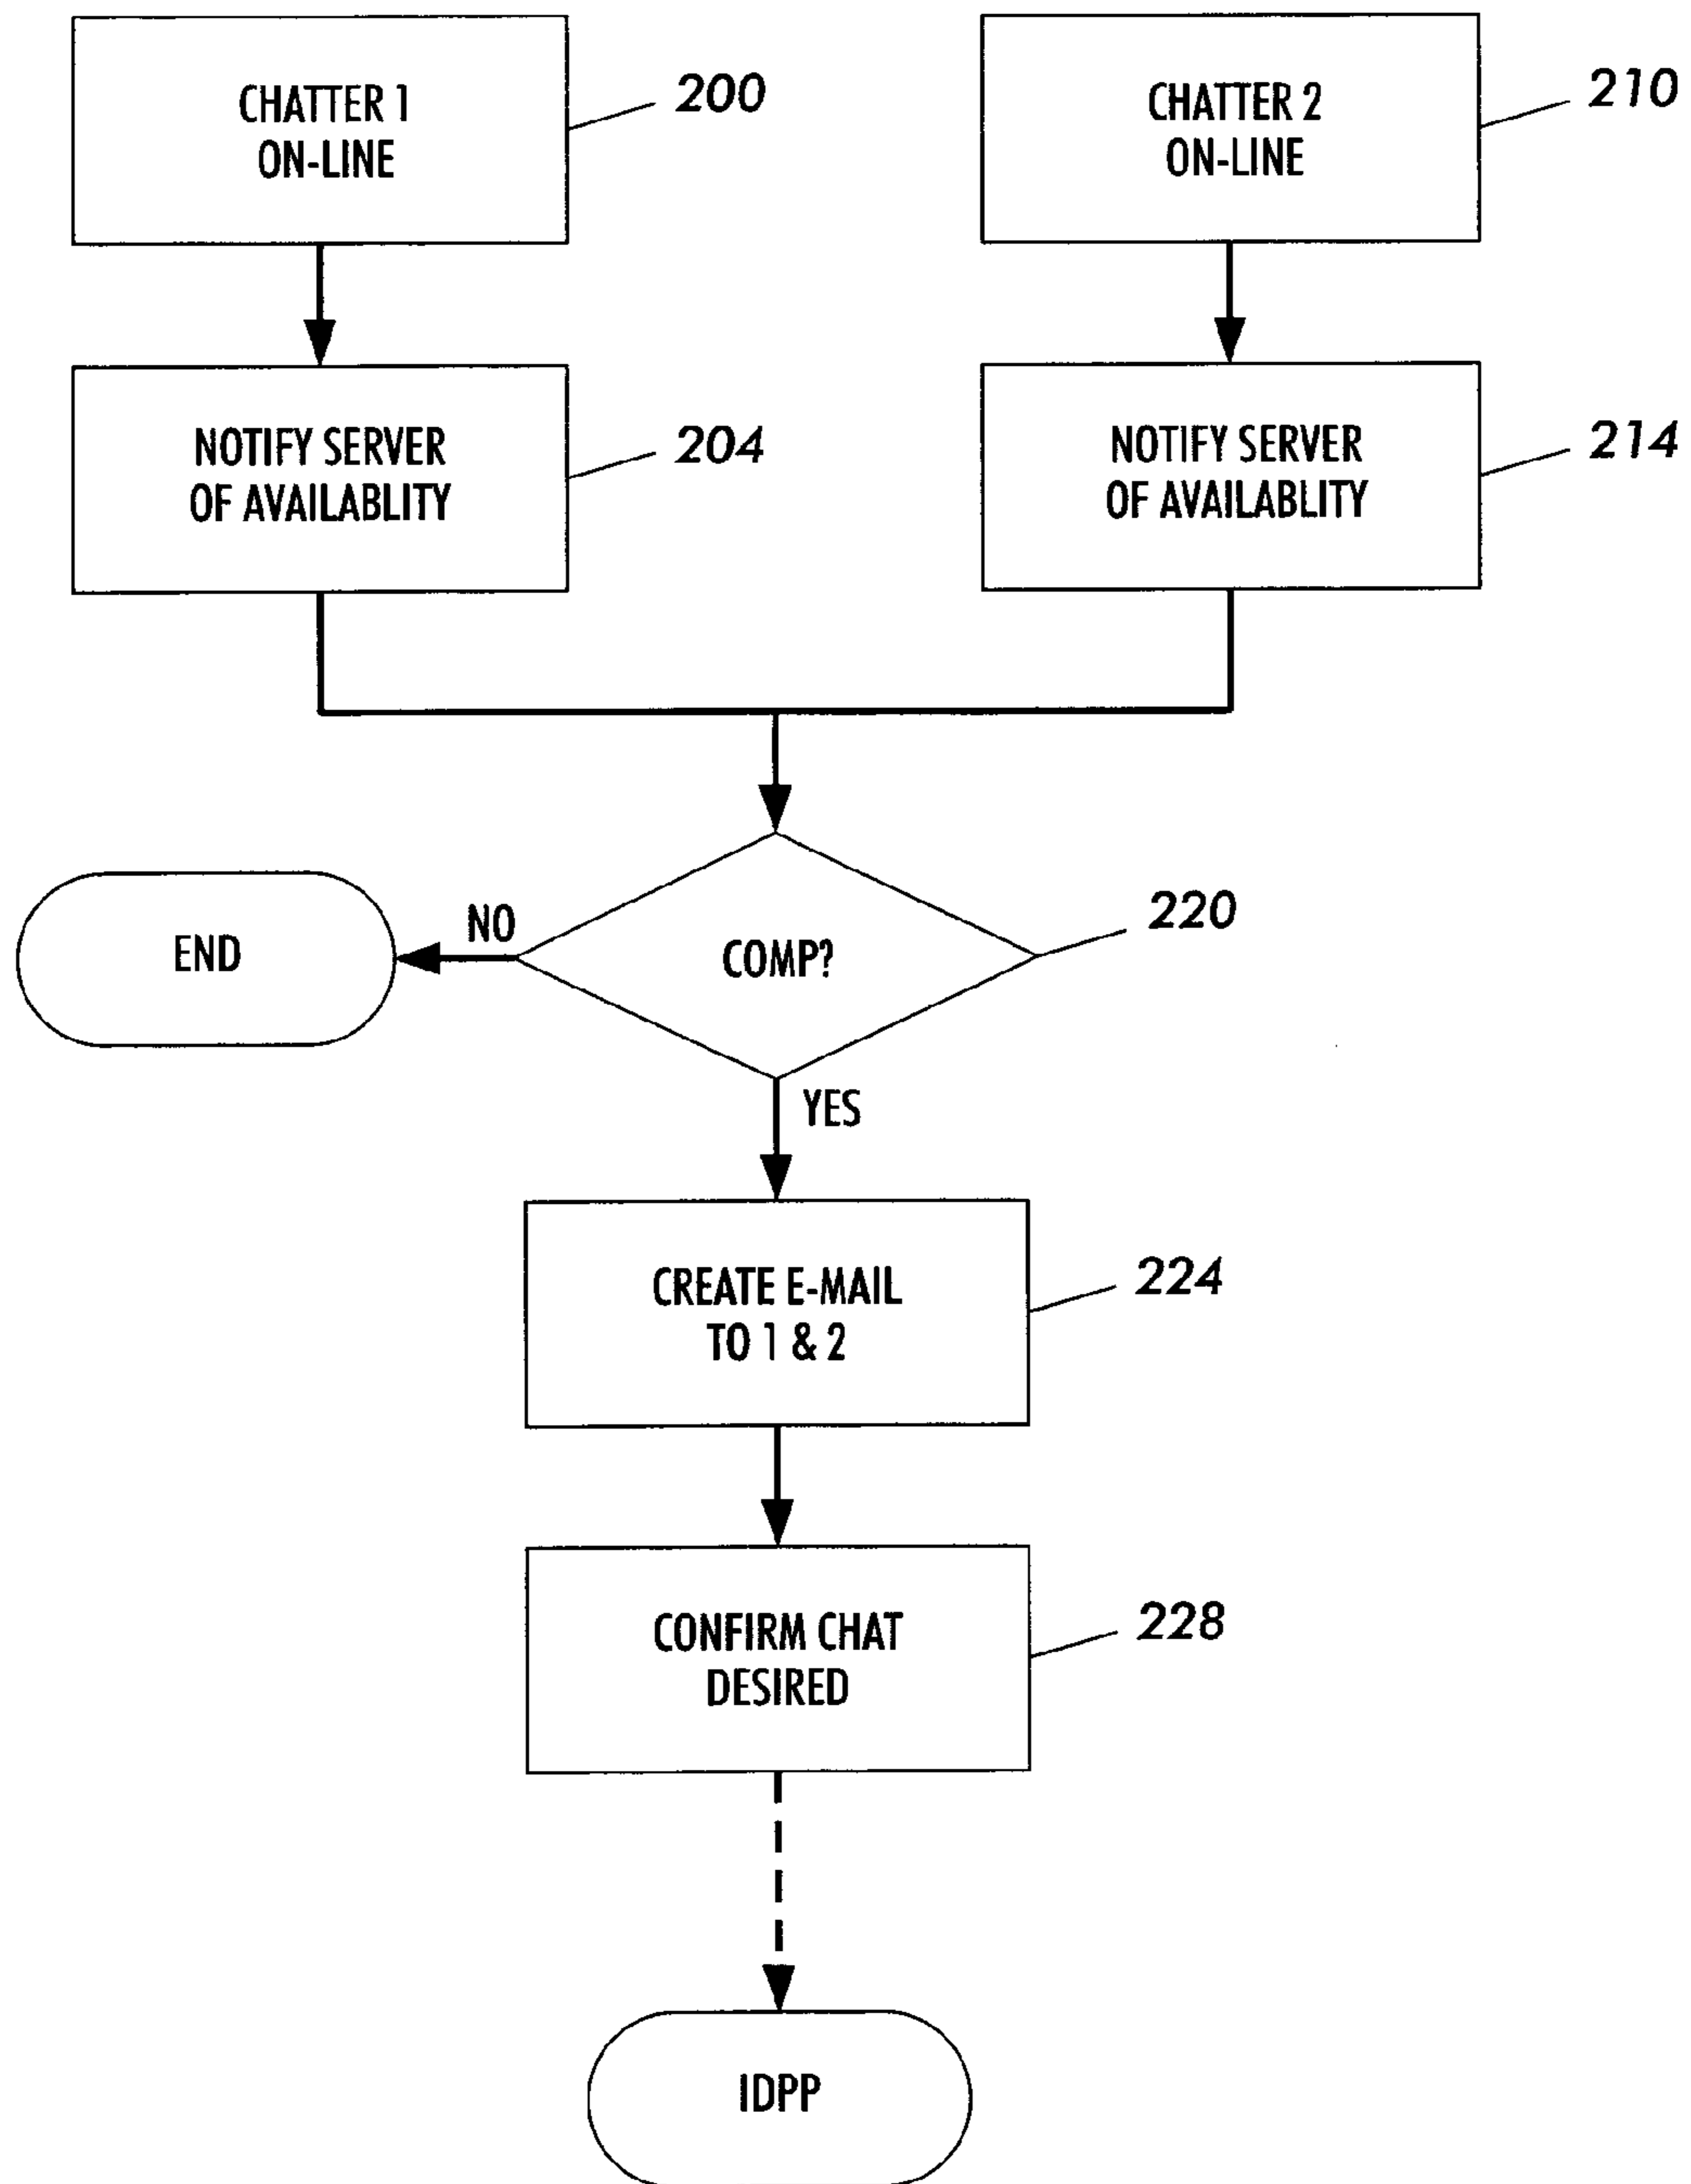 CHATTER 1
ON-LINE
200
CHATTER 2
ON-LINE
210
NOTIFY SERVER
OF AVAILABLITY
204
NOTIFY SERVER
OF AVAILABLITY
214
END
NO
COMP?
220
YES
CREATE E-MAIL
TO 1 & 2
224
CONFIRM CHAT
DESIRED
228
IDPP